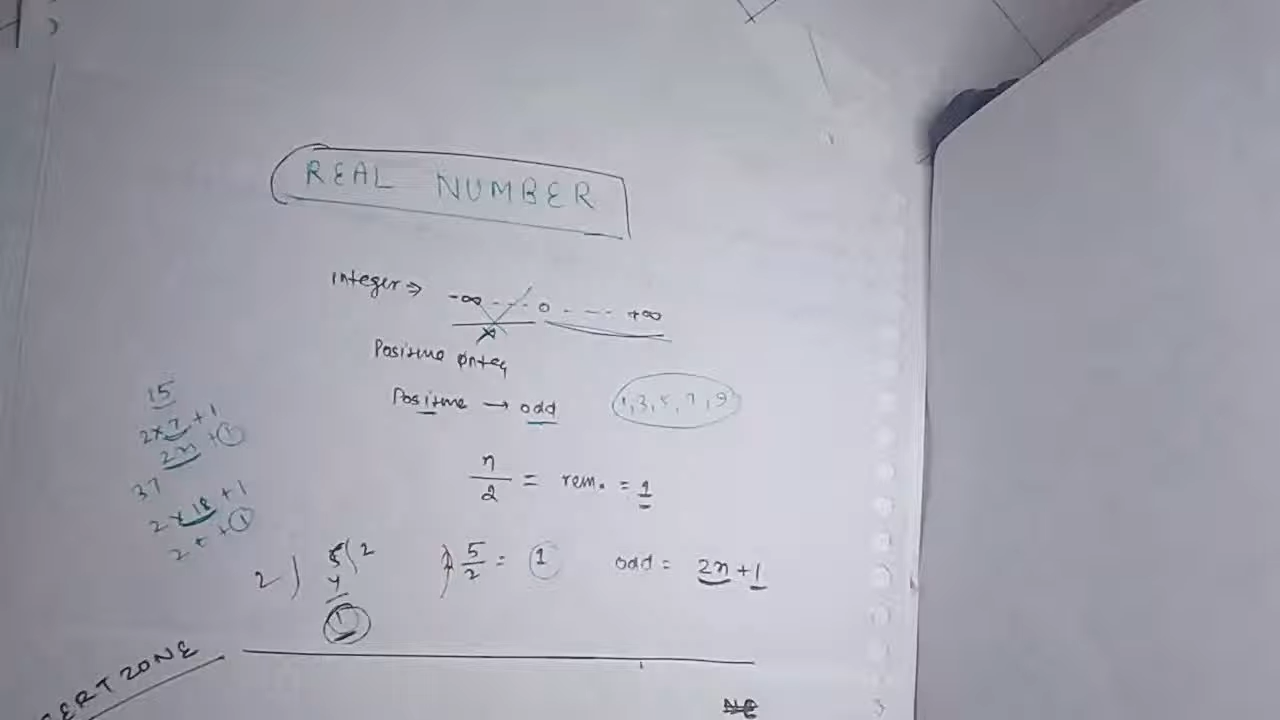 REAL NUMBER
Integer ⇒ -∞ ---- 0 ---- +∞
Positive
Positive → odd
1,3,5,7,9
15
2×7+1
2n+1
37
2×18+1
n/2 = rem. = 1
2) 5 (2
4
1
5/2 = 1
odd = 2n+1
ERTZONE